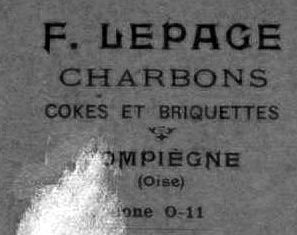 F. LEPAGE
CHARBONS
COKES ET BRIQUETTES
OMPIÈGNE
(Oise)
one 0-11